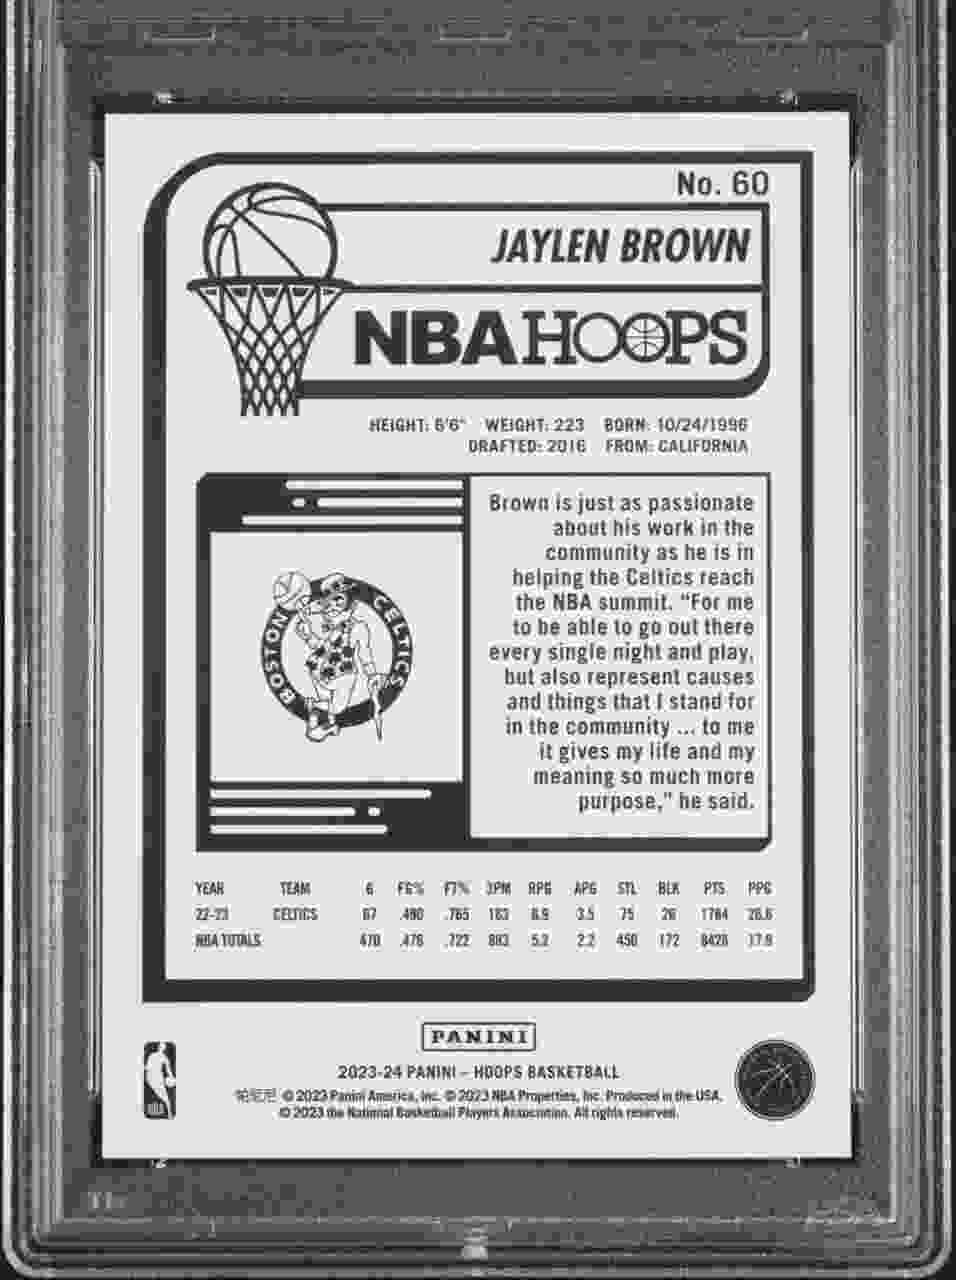 No. 60
JAYLEN BROWN
NBA HOOPS
HEIGHT: 6'6" WEIGHT: 223 BORN: 10/24/1996
DRAFTED: 2016 FROM: CALIFORNIA
Brown is just as passionate
about his work in the
community as he is in
helping the Celtics reach
the NBA summit. "For me
to be able to go out there
every single night and play,
but also represent causes
and things that I stand for
in the community ... to me
it gives my life and my
meaning so much more
purpose," he said.
BOSTON CELTICS
YEAR TEAM G FG% FT% 3PM RPG APG STL BLK PTS PPG
22-23 CELTICS 67 .490 .765 163 6.9 3.5 75 26 1784 26.6
NBA TOTALS 470 .476 .722 883 5.2 2.2 450 172 8428 17.9
PANINI
2023-24 PANINI – HOOPS BASKETBALL
帕尼尼 © 2023 Panini America, Inc. © 2023 NBA Properties, Inc. Produced in the USA.
© 2023 the National Basketball Players Association. All rights reserved.
NBA